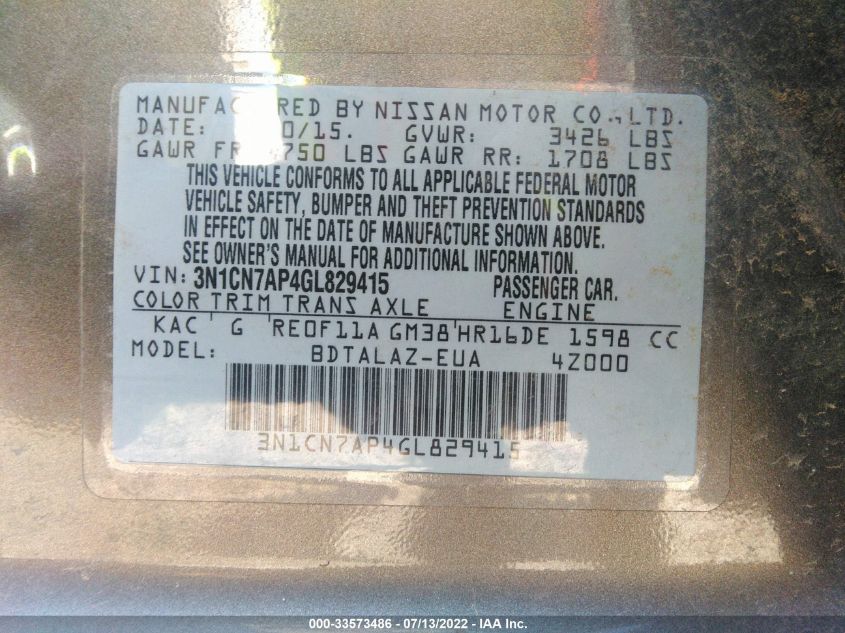 MANUFACTURED BY NISSAN MOTOR CO., LTD.
DATE: 0/15. GVWR: 3426 LBS
GAWR FR 750 LBS GAWR RR: 1708 LBS
THIS VEHICLE CONFORMS TO ALL APPLICABLE FEDERAL MOTOR
VEHICLE SAFETY, BUMPER AND THEFT PREVENTION STANDARDS
IN EFFECT ON THE DATE OF MANUFACTURE SHOWN ABOVE.
SEE OWNER'S MANUAL FOR ADDITIONAL INFORMATION.
VIN: 3N1CN7AP4GL829415 PASSENGER CAR.
COLOR TRIM TRANS AXLE ENGINE
KAC G RE0F11A GM38 HR16DE 1598 CC
MODEL: BDTALAZ-EUA 4Z000
3N1CN7AP4GL829415
000-33573486 - 07/13/2022 - IAA Inc.